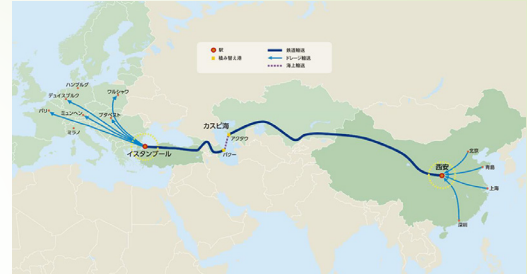 駅
積み替え港
鉄道輸送
ドレージ輸送
海上輸送
ハンブルグ
デュイスブルク
ワルシャワ
パリ
ミュンヘン
ブダペスト
ミラノ
イスタンブール
カスピ海
アクタウ
バクー
西安
北京
青島
上海
深圳